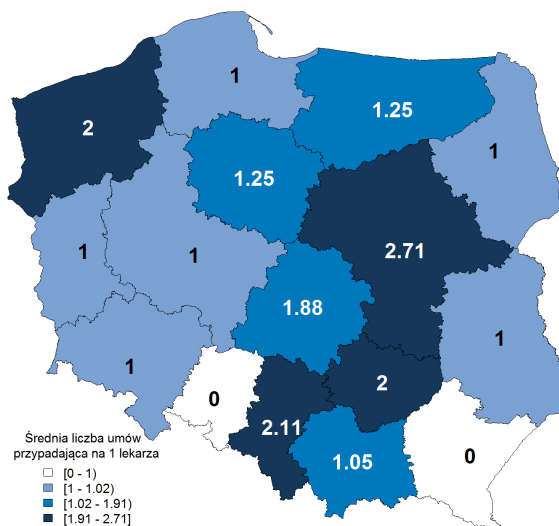 1
1.25
2
1
1.25
2.71
1
1
1.88
1
1
2
0
2.11
1.05
0
Średnia liczba umów
przypadająca na 1 lekarza
[0 - 1)
[1 - 1.02)
[1.02 - 1.91)
[1.91 - 2.71]